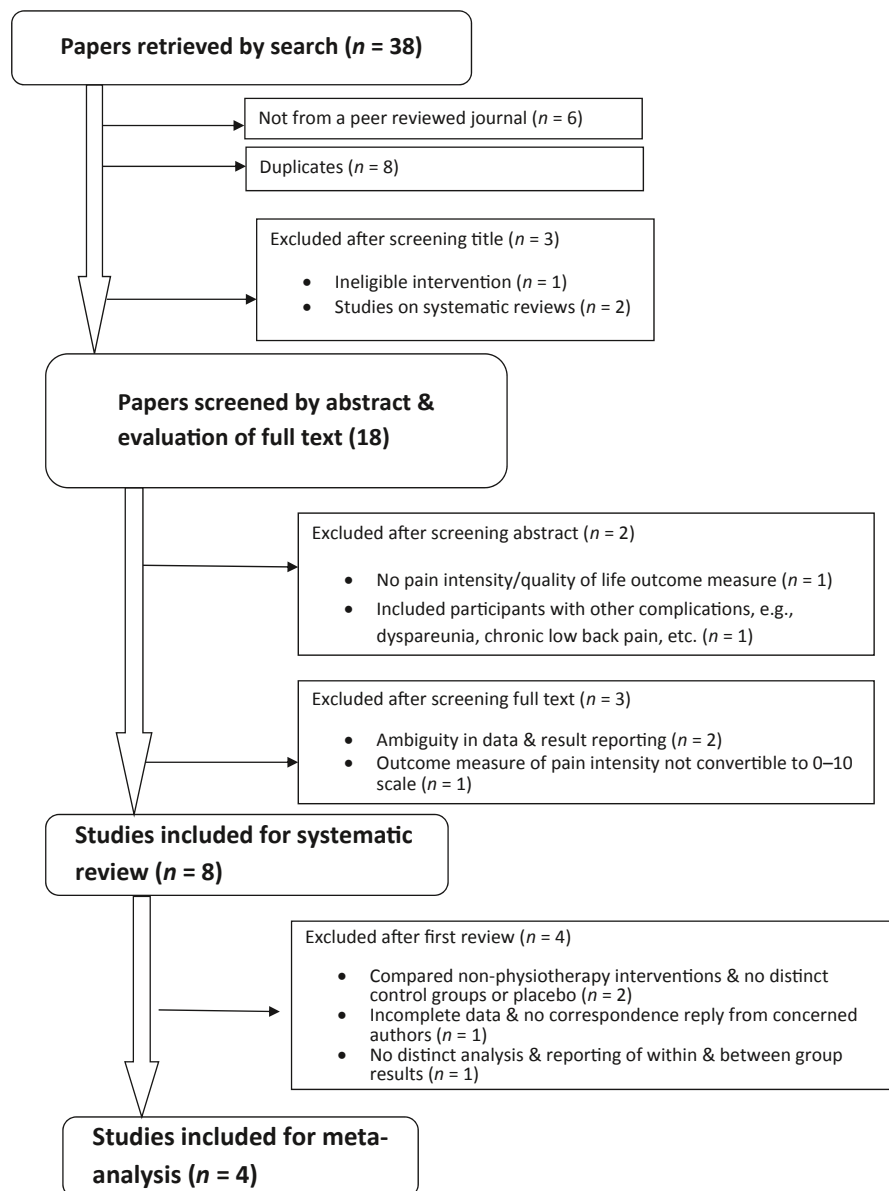 Papers retrieved by search (n = 38)
Not from a peer reviewed journal (n = 6)
Duplicates (n = 8)
Excluded after screening title (n = 3)
• Ineligible intervention (n = 1)
• Studies on systematic reviews (n = 2)
Papers screened by abstract &
evaluation of full text (18)
Excluded after screening abstract (n = 2)
• No pain intensity/quality of life outcome measure (n = 1)
• Included participants with other complications, e.g.,
dyspareunia, chronic low back pain, etc. (n = 1)
Excluded after screening full text (n = 3)
• Ambiguity in data & result reporting (n = 2)
• Outcome measure of pain intensity not convertible to 0–10
scale (n = 1)
Studies included for systematic
review (n = 8)
Excluded after first review (n = 4)
• Compared non-physiotherapy interventions & no distinct
control groups or placebo (n = 2)
• Incomplete data & no correspondence reply from concerned
authors (n = 1)
• No distinct analysis & reporting of within & between group
results (n = 1)
Studies included for meta-
analysis (n = 4)